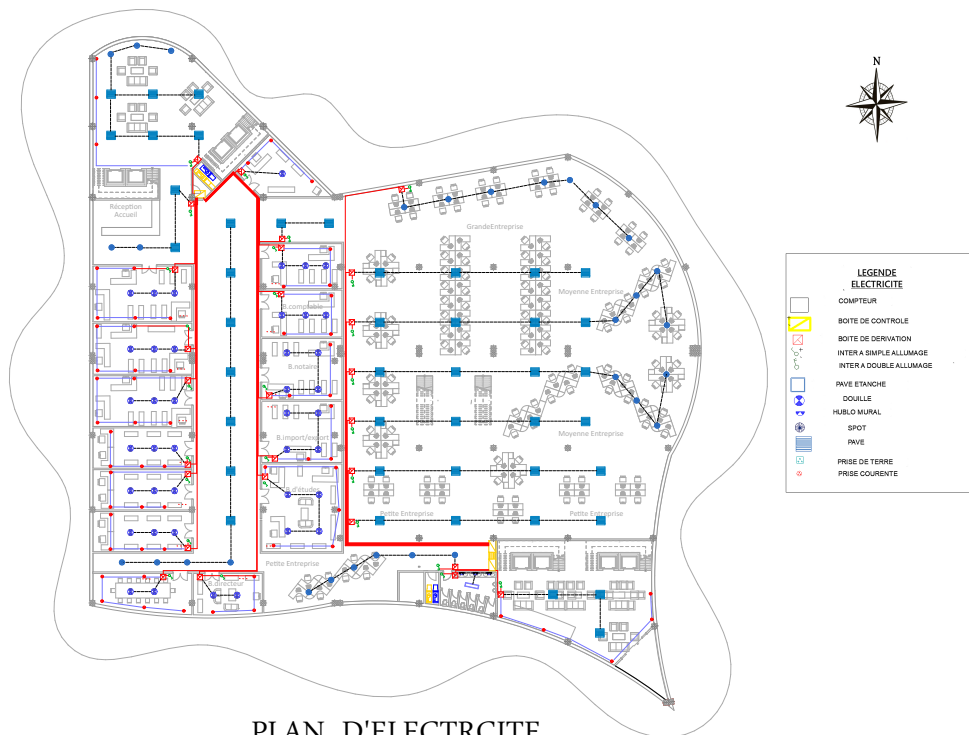 N
Réception
Accueil
GrandeEntreprise
Moyenne Entreprise
B.comptable
B.notaire
B.import/export
Moyenne Entreprise
B.d'études
Petite Entreprise
Petite Entreprise
Petite Entreprise
B.directeur
LEGENDE
ELECTRICITE
COMPTEUR
BOITE DE CONTROLE
BOITE DE DERIVATION
INTER A SIMPLE ALLUMAGE
INTER A DOUBLE ALLUMAGE
PAVE ETANCHE
DOUILLE
HUBLO MURAL
SPOT
PAVE
PRISE DE TERRE
PRISE COURENTE
PLAN D'ELECTRCITE